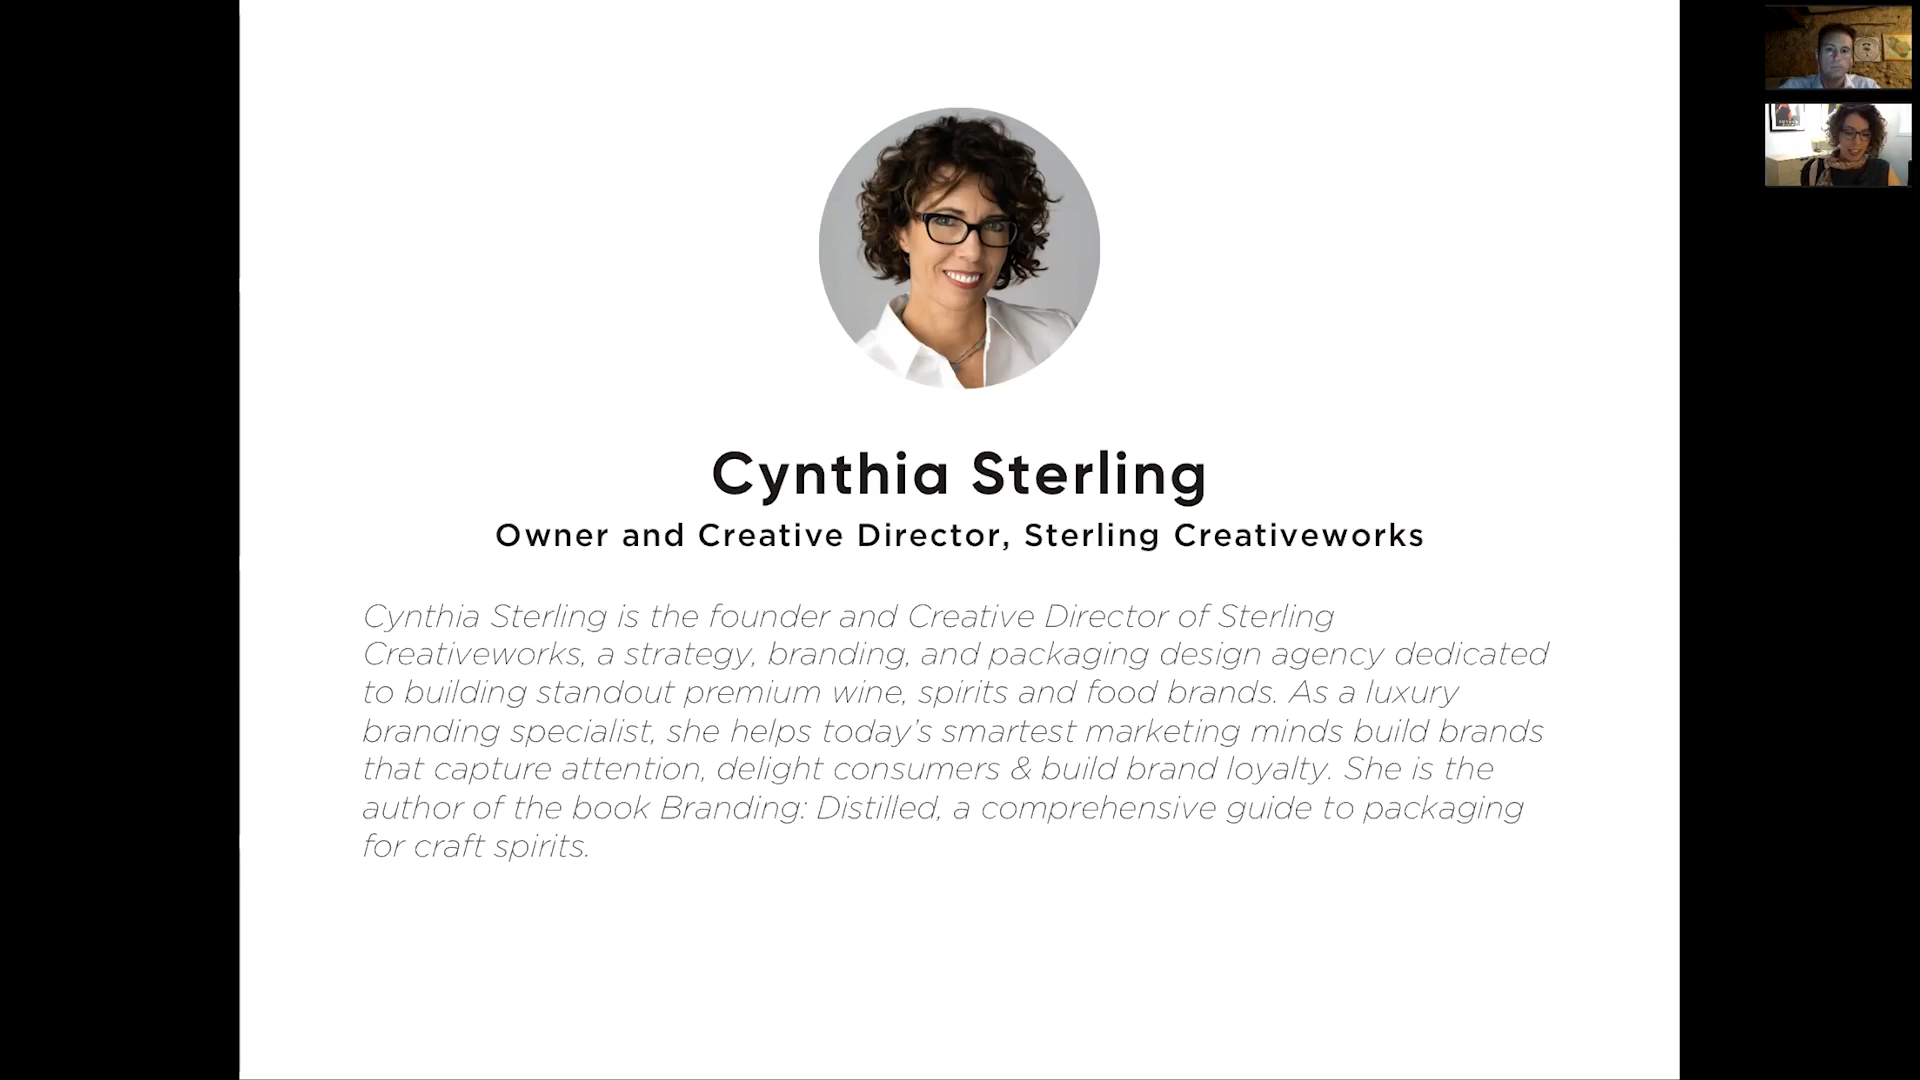 Cynthia Sterling
Owner and Creative Director, Sterling Creativeworks
Cynthia Sterling is the founder and Creative Director of Sterling
Creativeworks, a strategy, branding, and packaging design agency dedicated
to building standout premium wine, spirits and food brands. As a luxury
branding specialist, she helps today's smartest marketing minds build brands
that capture attention, delight consumers & build brand loyalty. She is the
author of the book Branding: Distilled, a comprehensive guide to packaging
for craft spirits.